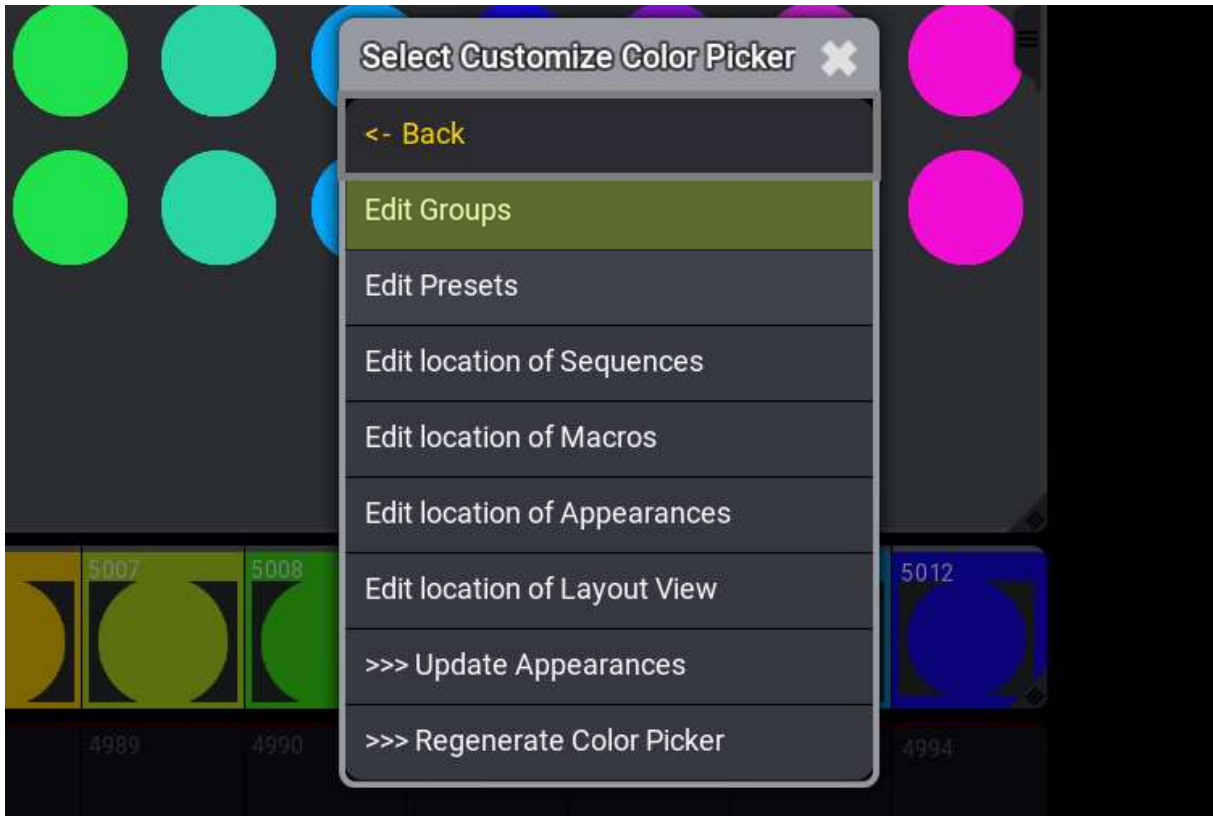 Select Customize Color Picker
<- Back
Edit Groups
Edit Presets
Edit location of Sequences
Edit location of Macros
Edit location of Appearances
Edit location of Layout View
>>> Update Appearances
>>> Regenerate Color Picker
5007 5008 5012
4989 4990 4994